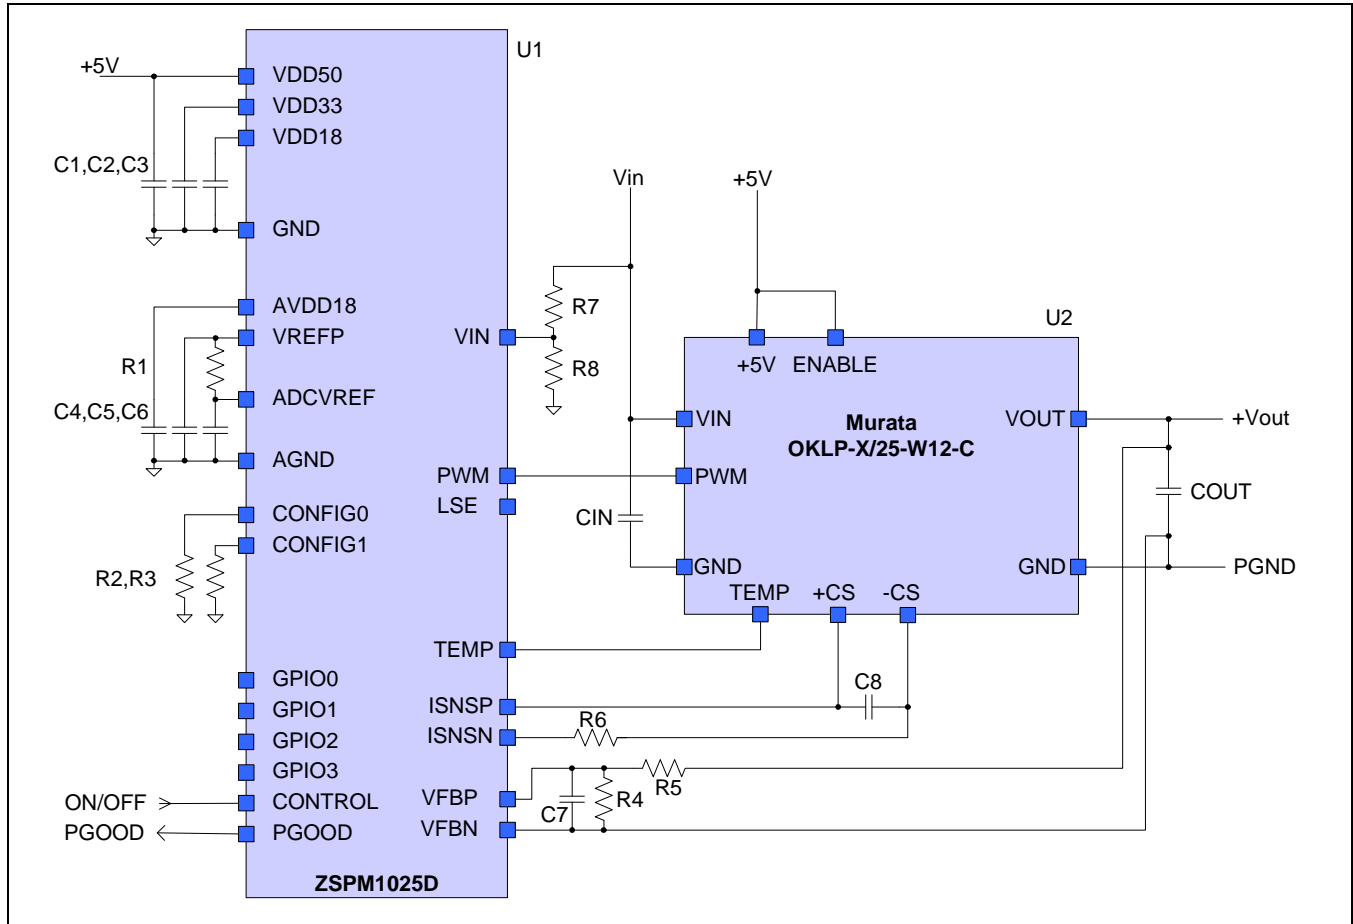 U1
+5V
VDD50
VDD33
VDD18
C1,C2,C3
GND
AVDD18
VREFP
R1
ADCVREF
C4,C5,C6
AGND
CONFIG0
CONFIG1
R2,R3
GPIO0
GPIO1
GPIO2
GPIO3
ON/OFF
CONTROL
PGOOD
PGOOD
VIN
PWM
LSE
TEMP
ISNSP
ISNSN
VFBP
VFBN
ZSPM1025D
Vin
+5V
R7
R8
CIN
U2
+5V
ENABLE
VIN
Murata
OKLP-X/25-W12-C
VOUT
+Vout
PWM
COUT
GND
GND
PGND
TEMP
+CS
-CS
C8
R6
R5
C7
R4